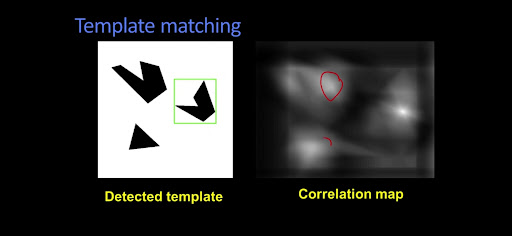 Template matching
Detected template
Correlation map